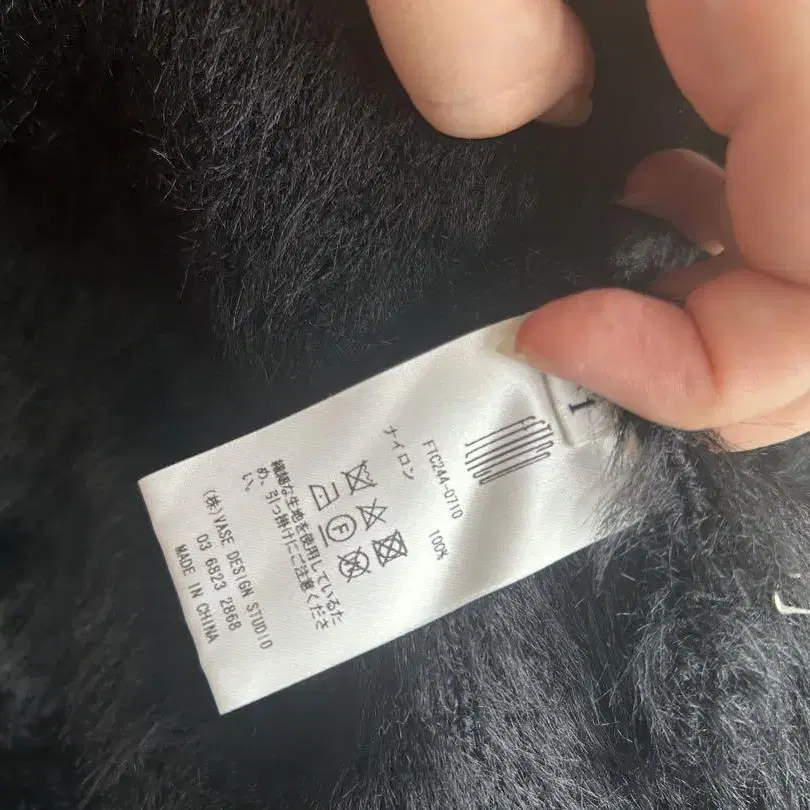 1
FTC244-0710
ナイロン 100%
F
繊細な生地を使用しているた
め、引っ掛けにご注意くださ
い。
(株)VASE DESIGN STUDIO
03 6823 2868
MADE IN CHINA